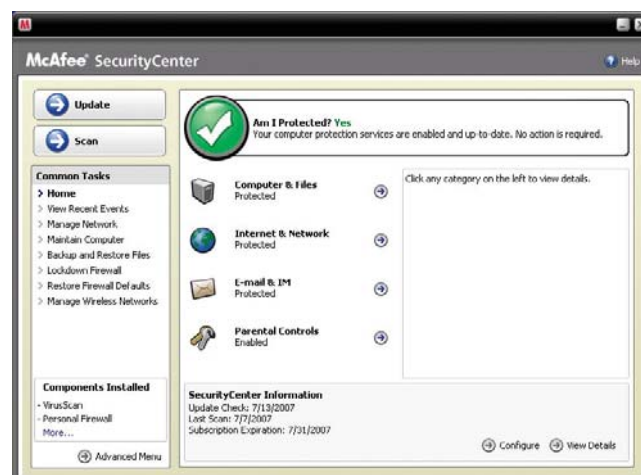 McAfee® SecurityCenter
Help
Update
Scan
Common Tasks
> Home
> View Recent Events
> Manage Network
> Maintain Computer
> Backup and Restore Files
> Lockdown Firewall
> Restore Firewall Defaults
> Manage Wireless Networks
Components Installed
- VirusScan
- Personal Firewall
More...
Advanced Menu
Am I Protected? Yes
Your computer protection services are enabled and up-to-date. No action is required.
Computer & Files
Protected
Internet & Network
Protected
E-mail & IM
Protected
Parental Controls
Enabled
Click any category on the left to view details.
SecurityCenter Information
Update Check: 7/13/2007
Last Scan: 7/7/2007
Subscription Expiration: 7/31/2007
Configure
View Details